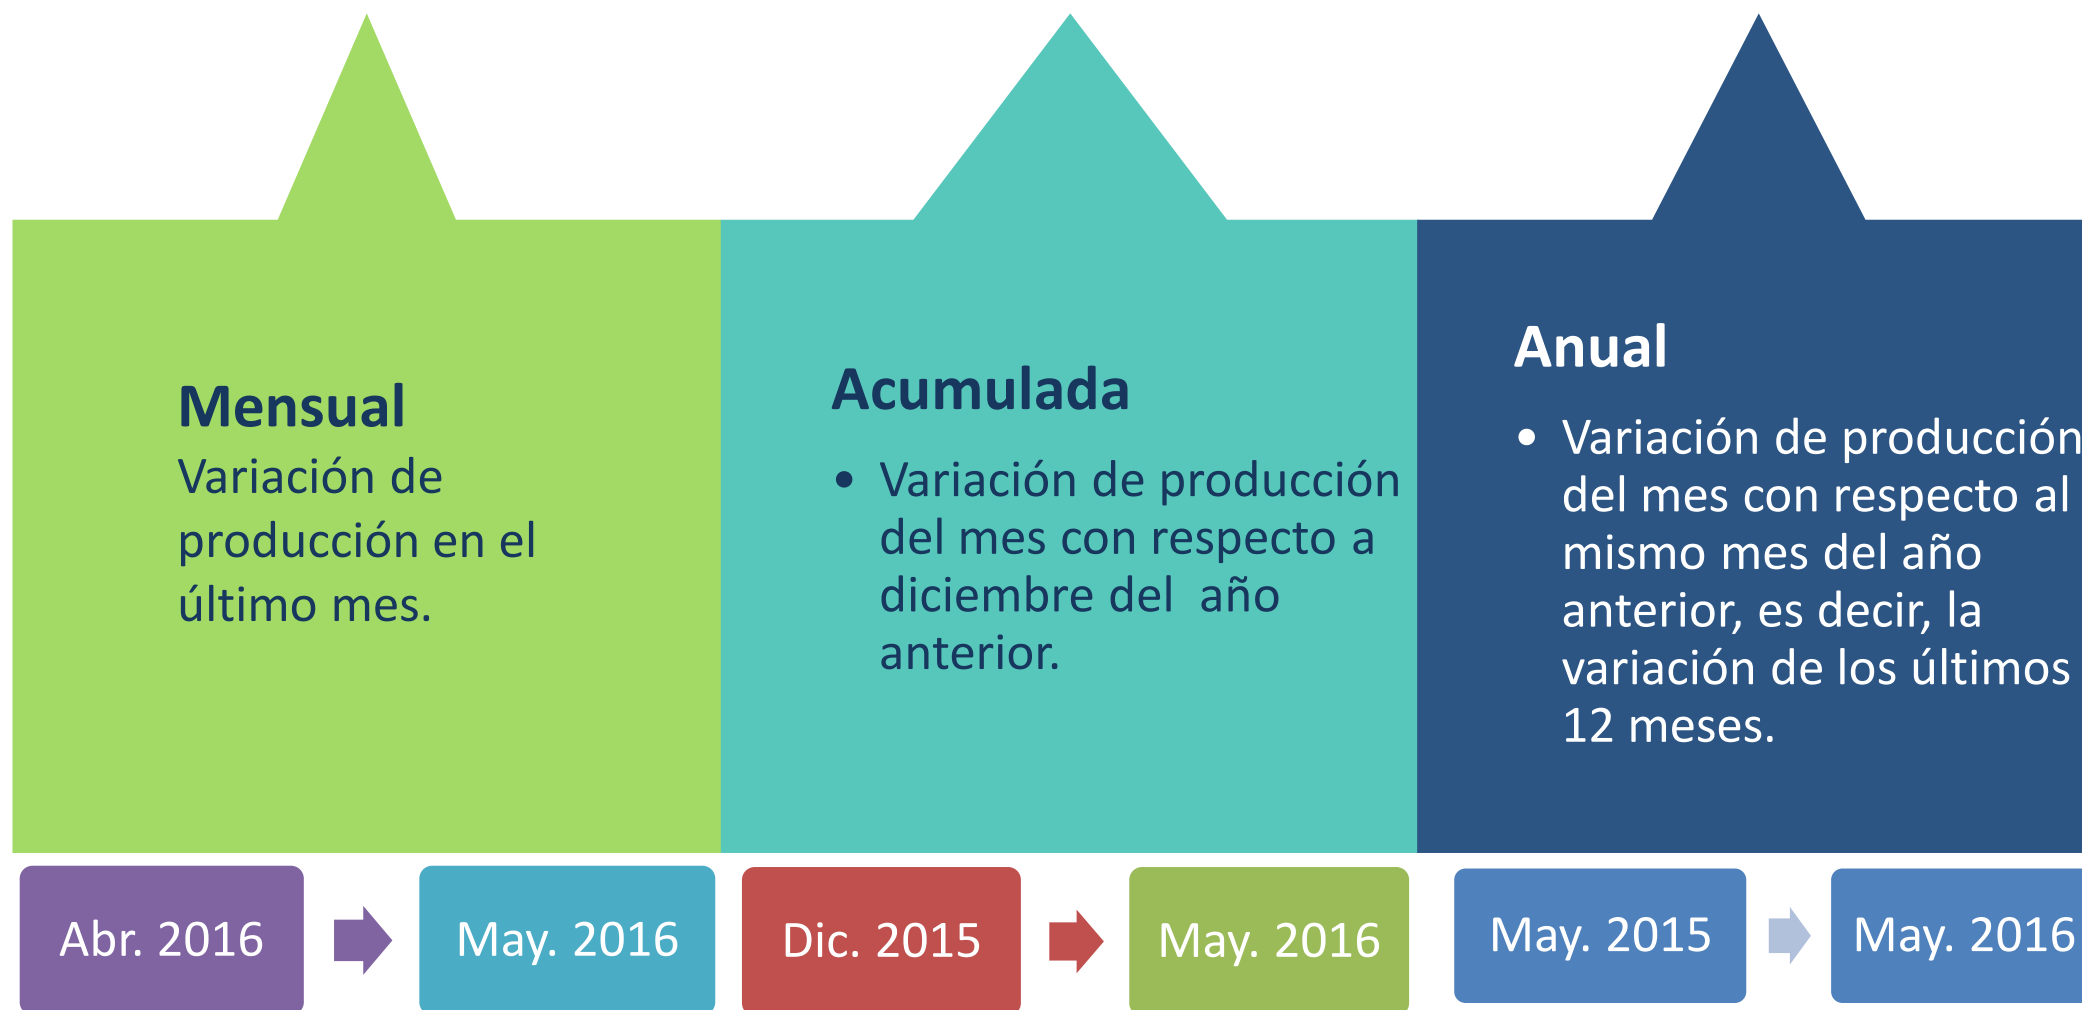 Mensual
Variación de
producción en el
último mes.
Acumulada
• Variación de producción
del mes con respecto a
diciembre del  año
anterior.
Anual
• Variación de producción
del mes con respecto al
mismo mes del año
anterior, es decir, la
variación de los últimos
12 meses.
Abr. 2016
May. 2016
Dic. 2015
May. 2016
May. 2015
May. 2016